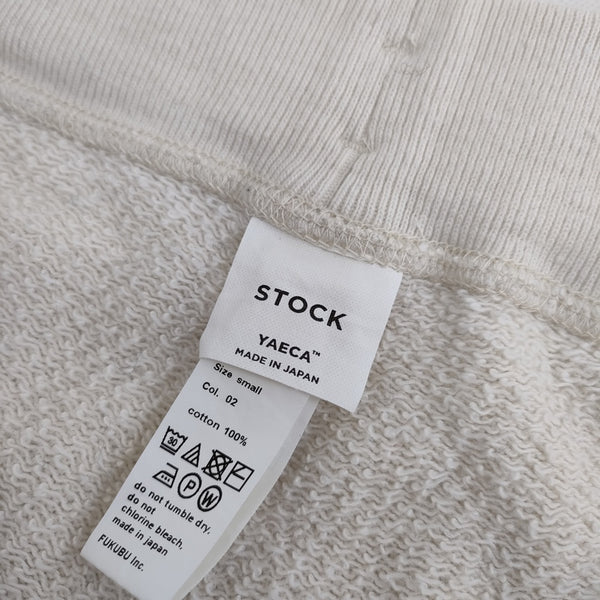 STOCK
YAECA™
MADE IN JAPAN
Size small
Col. 02
cotton 100%
30
P W
do not tumble dry.
do not
chlorine bleach,
made in japan
FUKUBU Inc.